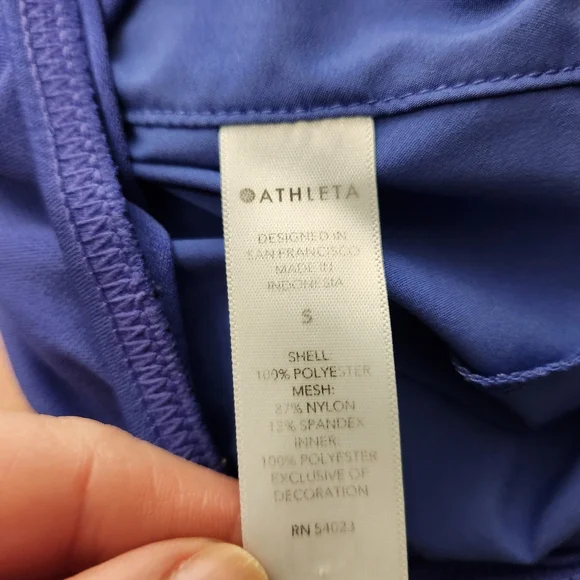 ATHLETA
DESIGNED IN
SAN FRANCISCO
MADE IN
INDONESIA
S
SHELL:
100% POLYESTER
MESH:
87% NYLON
13% SPANDEX
INNER:
100% POLYESTER
EXCLUSIVE OF
DECORATION
RN 54023